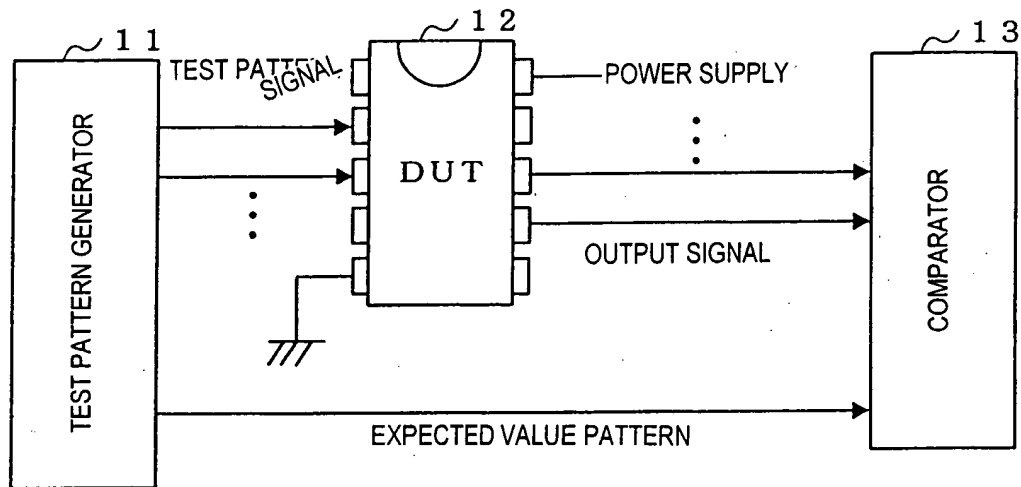 11
12
13
TEST PATTERN
SIGNAL
POWER SUPPLY
DUT
TEST PATTERN GENERATOR
OUTPUT SIGNAL
COMPARATOR
EXPECTED VALUE PATTERN